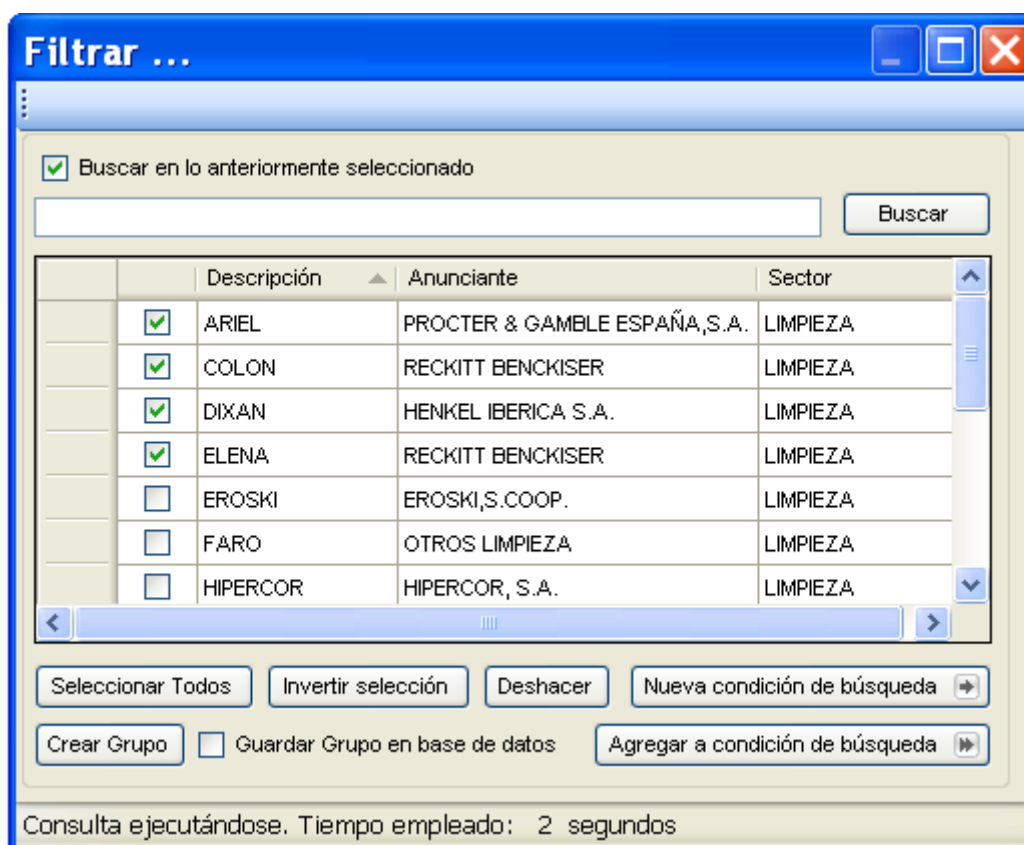 Filtrar ...
Buscar en lo anteriormente seleccionado
Buscar
Descripción Anunciante Sector
ARIEL PROCTER & GAMBLE ESPAÑA,S.A. LIMPIEZA
COLON RECKITT BENCKISER LIMPIEZA
DIXAN HENKEL IBERICA S.A. LIMPIEZA
ELENA RECKITT BENCKISER LIMPIEZA
EROSKI EROSKI,S.COOP. LIMPIEZA
FARO OTROS LIMPIEZA LIMPIEZA
HIPERCOR HIPERCOR, S.A. LIMPIEZA
Seleccionar Todos Invertir selección Deshacer Nueva condición de búsqueda
Crear Grupo Guardar Grupo en base de datos Agregar a condición de búsqueda
Consulta ejecutándose. Tiempo empleado: 2 segundos